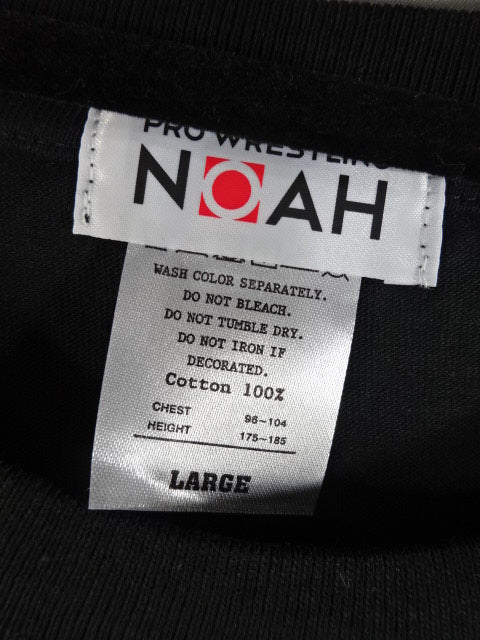 PRO WRESTLING
NOAH
WASH COLOR SEPARATELY.
DO NOT BLEACH.
DO NOT TUMBLE DRY.
DO NOT IRON IF
DECORATED.
Cotton 100%
CHEST 96~104
HEIGHT 175~185
LARGE